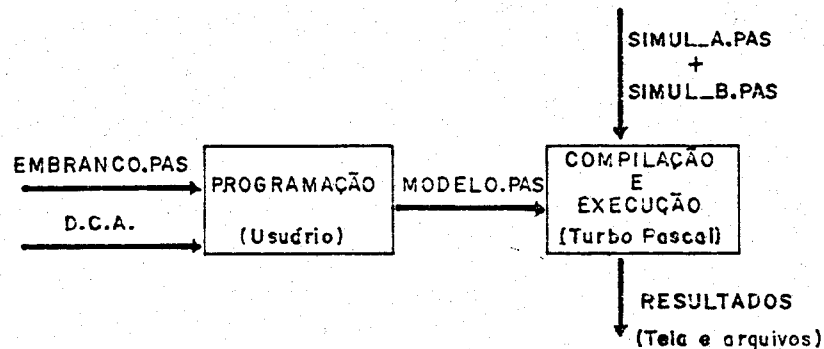 SIMUL_A.PAS
+
SIMUL_B.PAS
EMBRANCO.PAS
D.C.A.
PROGRAMAÇÃO
(Usuário)
MODELO.PAS
COMPILAÇÃO
E
EXECUÇÃO
(Turbo Pascal)
RESULTADOS
(Tela e arquivos)